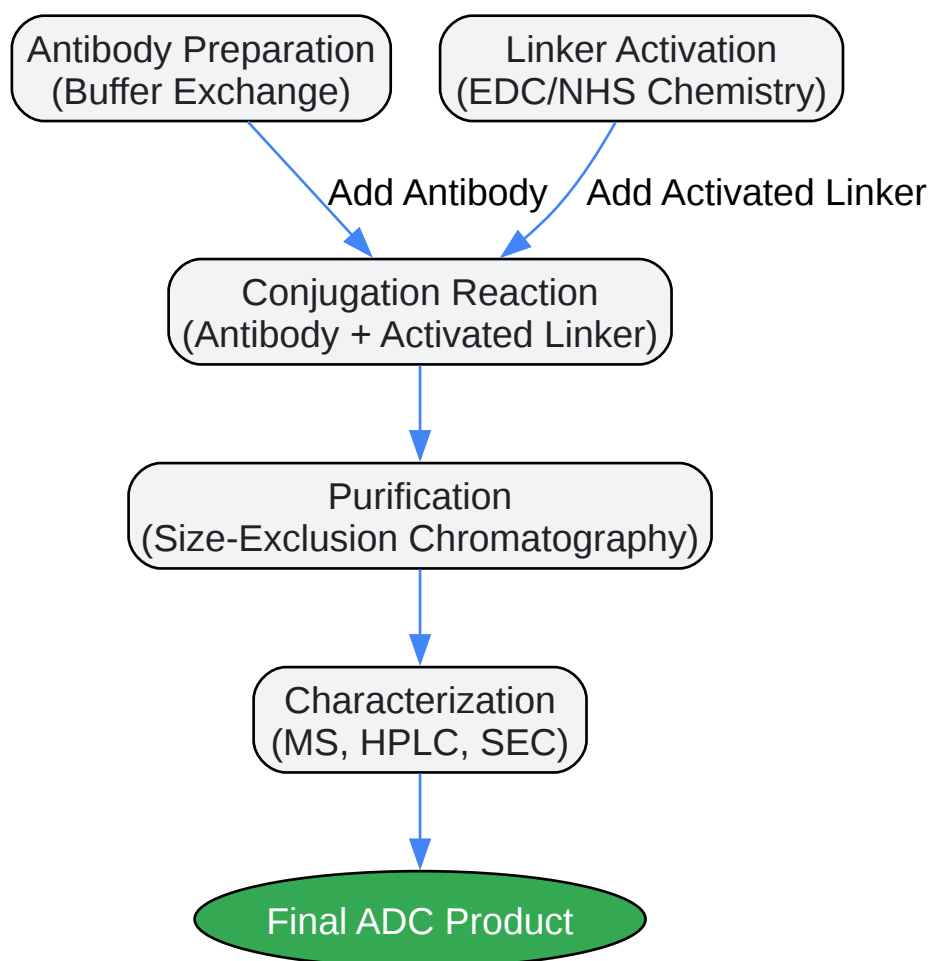 Antibody Preparation
(Buffer Exchange)
Linker Activation
(EDC/NHS Chemistry)
Add Antibody
Add Activated Linker
Conjugation Reaction
(Antibody + Activated Linker)
Purification
(Size-Exclusion Chromatography)
Characterization
(MS, HPLC, SEC)
Final ADC Product